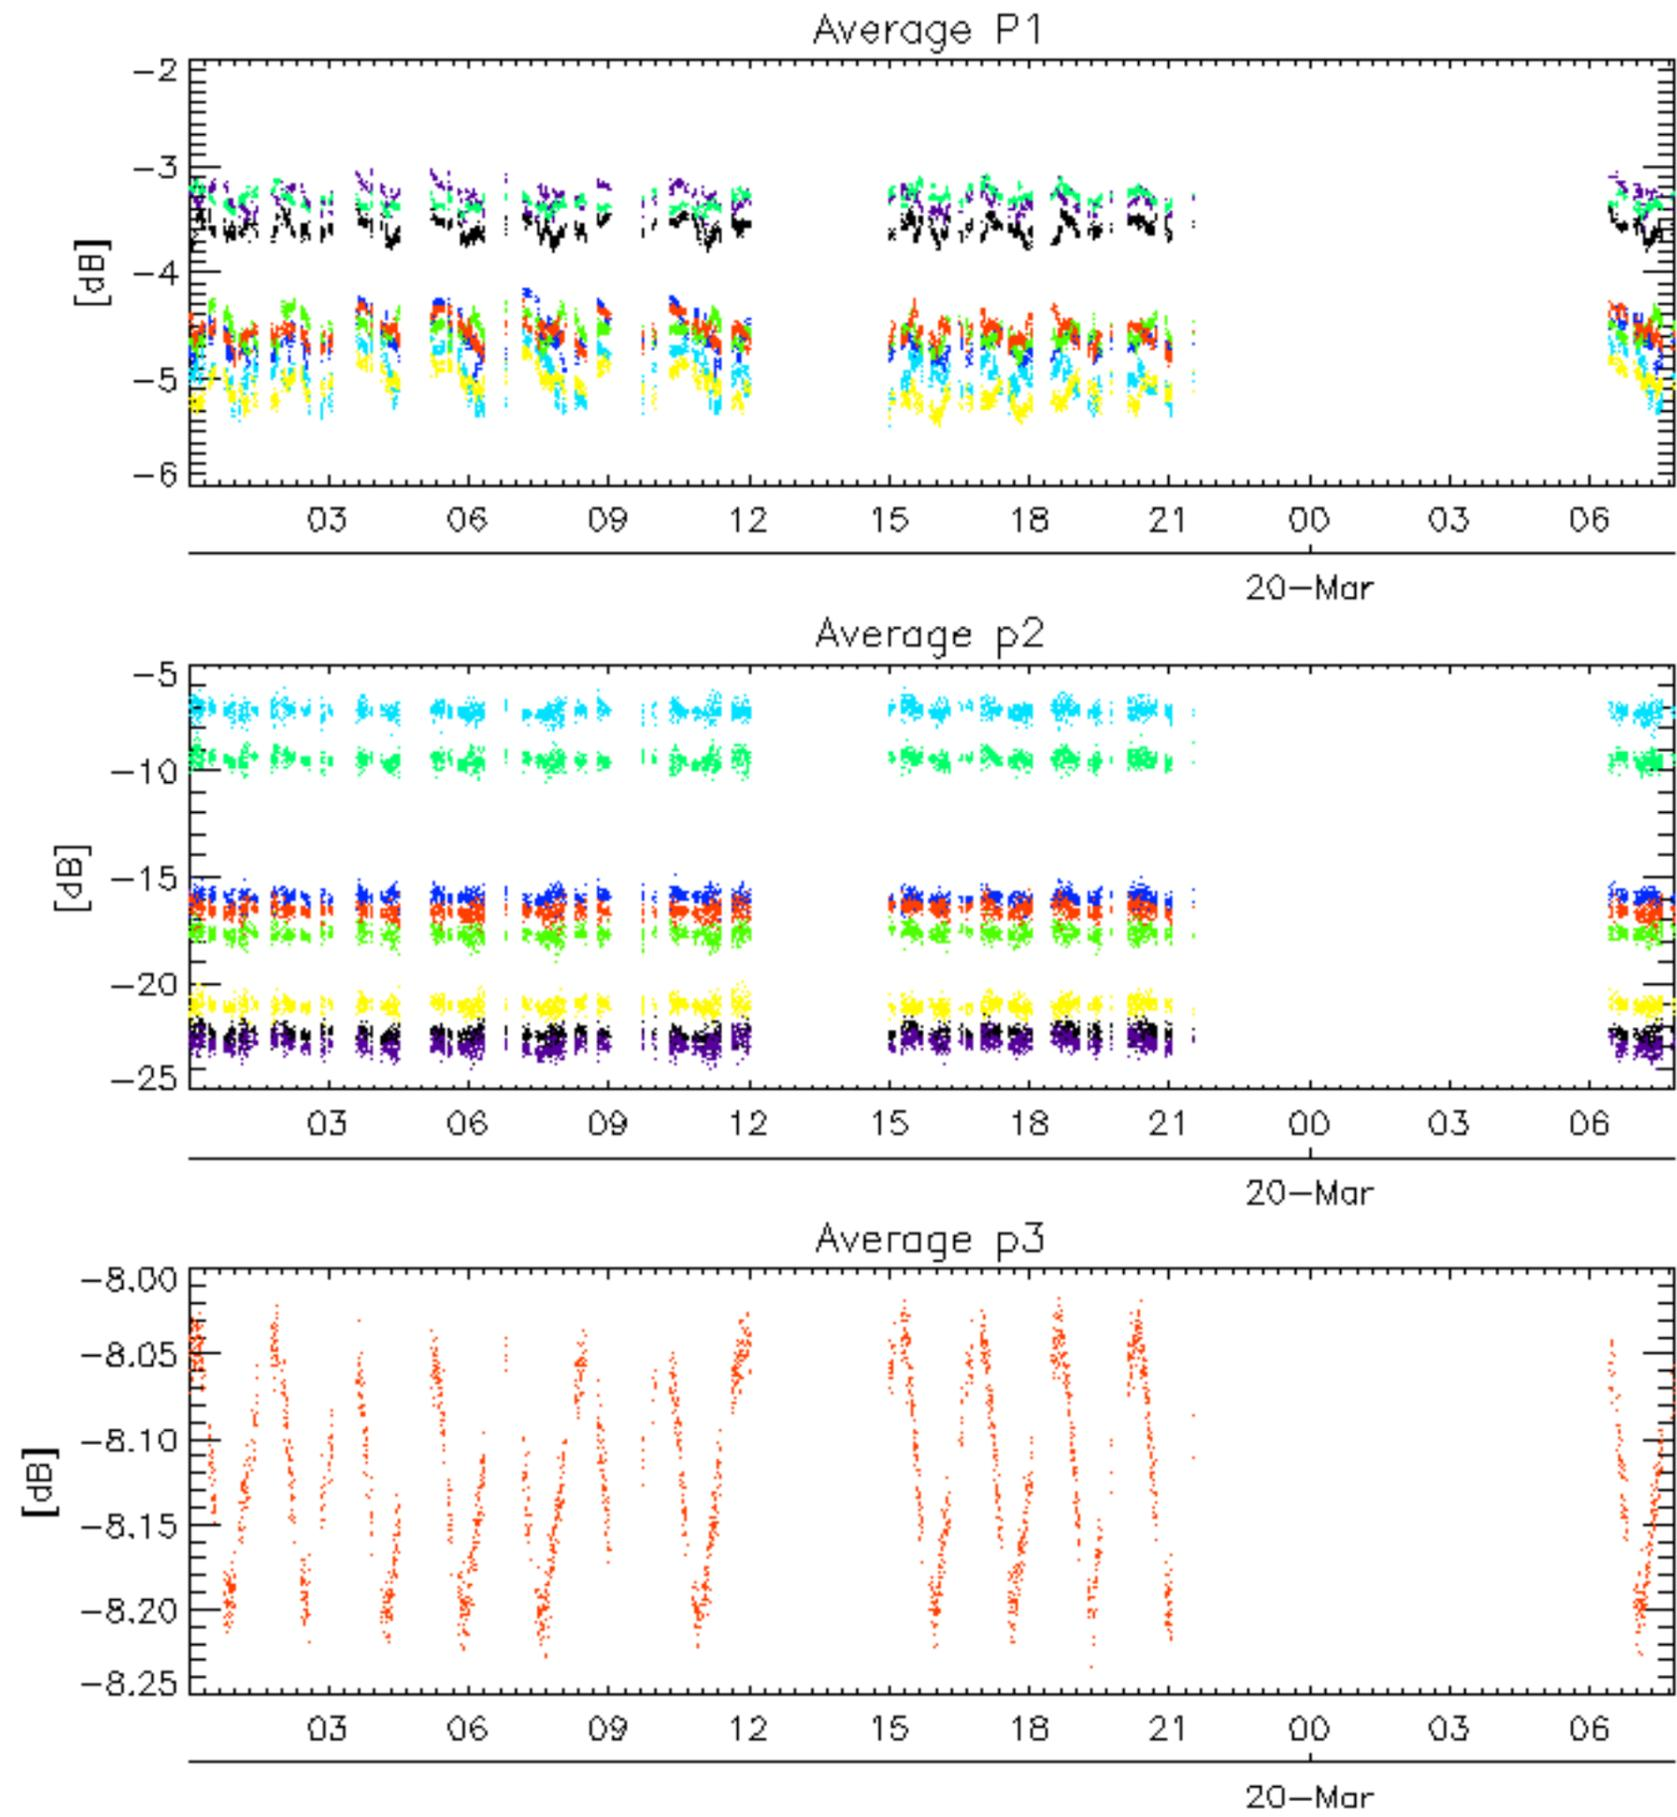 Average P1
[dB]
-2
-3
-4
-5
-6
03 06 09 12 15 18 21 00 03 06
20-Mar
Average p2
[dB]
-5
-10
-15
-20
-25
03 06 09 12 15 18 21 00 03 06
20-Mar
Average p3
[dB]
-8.00
-8.05
-8.10
-8.15
-8.20
-8.25
03 06 09 12 15 18 21 00 03 06
20-Mar